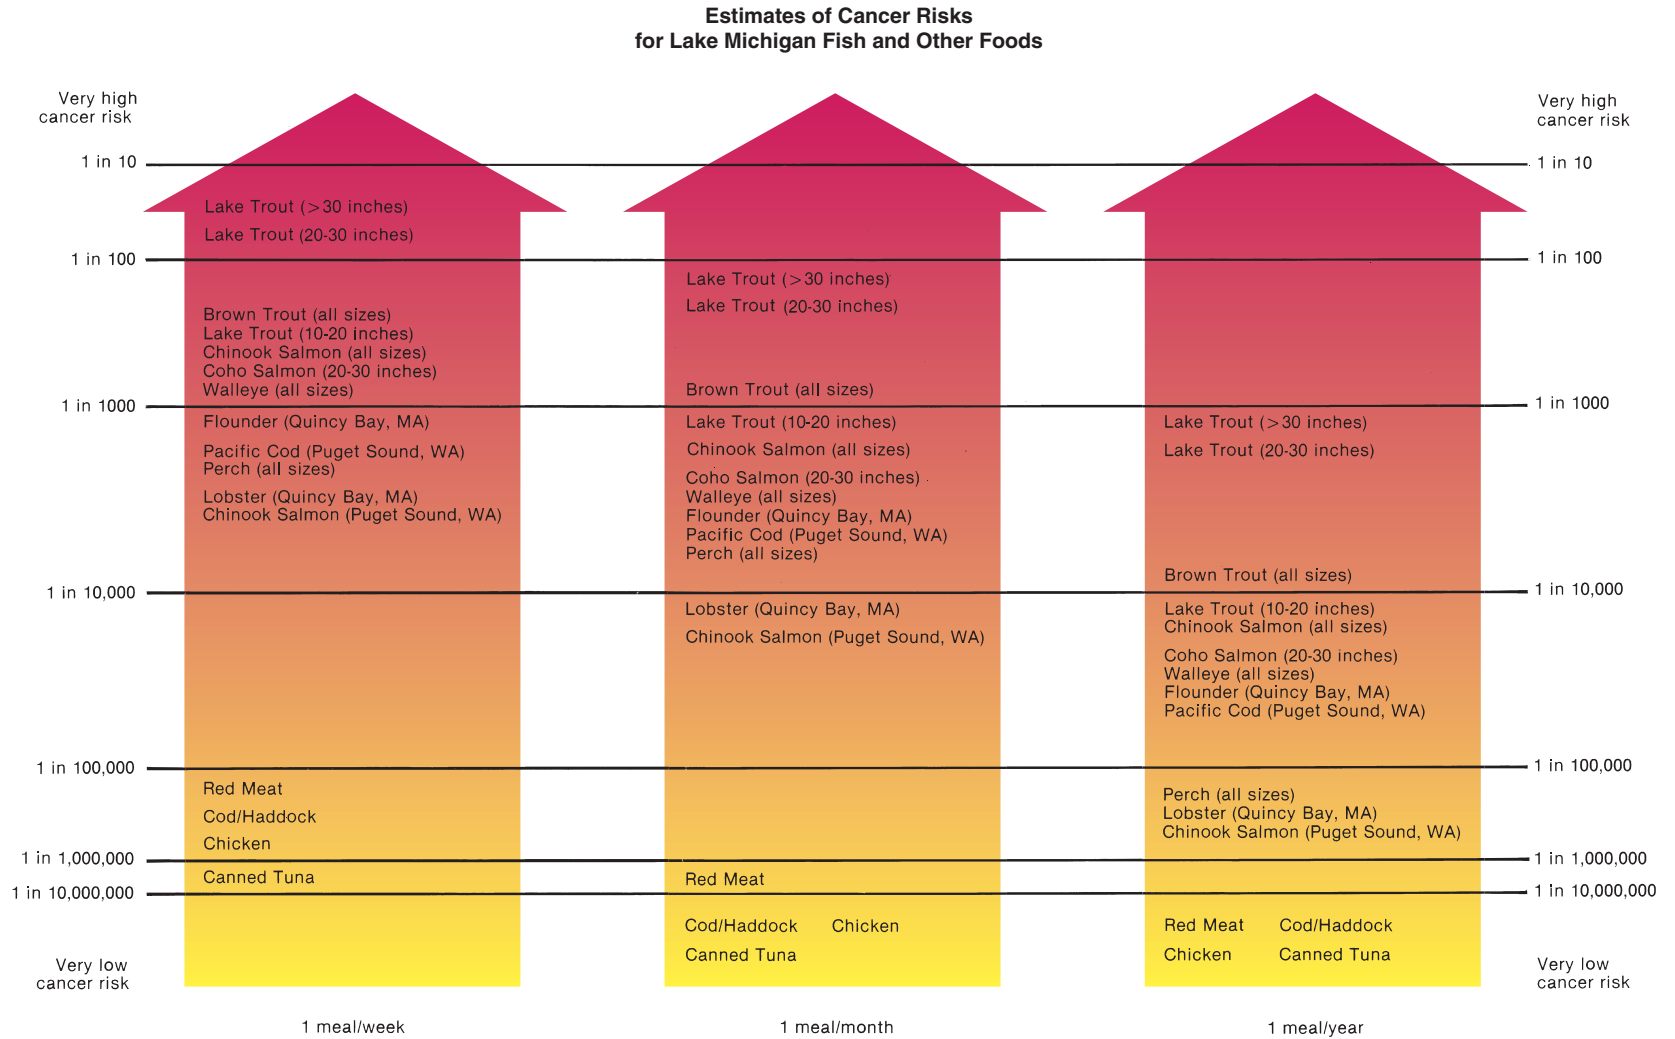 Estimates of Cancer Risks
for Lake Michigan Fish and Other Foods
Very high
cancer risk
1 in 10
1 in 100
1 in 1000
1 in 10,000
1 in 100,000
1 in 1,000,000
1 in 10,000,000
Very low
cancer risk
Lake Trout (>30 inches)
Lake Trout (20-30 inches)
Brown Trout (all sizes)
Lake Trout (10-20 inches)
Chinook Salmon (all sizes)
Coho Salmon (20-30 inches)
Walleye (all sizes)
Flounder (Quincy Bay, MA)
Pacific Cod (Puget Sound, WA)
Perch (all sizes)
Lobster (Quincy Bay, MA)
Chinook Salmon (Puget Sound, WA)
Red Meat
Cod/Haddock
Chicken
Canned Tuna
1 meal/week
Lake Trout (>30 inches)
Lake Trout (20-30 inches)
Brown Trout (all sizes)
Lake Trout (10-20 inches)
Chinook Salmon (all sizes)
Coho Salmon (20-30 inches)
Walleye (all sizes)
Flounder (Quincy Bay, MA)
Pacific Cod (Puget Sound, WA)
Perch (all sizes)
Lobster (Quincy Bay, MA)
Chinook Salmon (Puget Sound, WA)
Red Meat
Cod/Haddock Chicken
Canned Tuna
1 meal/month
Lake Trout (>30 inches)
Lake Trout (20-30 inches)
Brown Trout (all sizes)
Lake Trout (10-20 inches)
Chinook Salmon (all sizes)
Coho Salmon (20-30 inches)
Walleye (all sizes)
Flounder (Quincy Bay, MA)
Pacific Cod (Puget Sound, WA)
Perch (all sizes)
Lobster (Quincy Bay, MA)
Chinook Salmon (Puget Sound, WA)
Red Meat Cod/Haddock
Chicken Canned Tuna
1 meal/year
Very high
cancer risk
1 in 10
1 in 100
1 in 1000
1 in 10,000
1 in 100,000
1 in 1,000,000
1 in 10,000,000
Very low
cancer risk